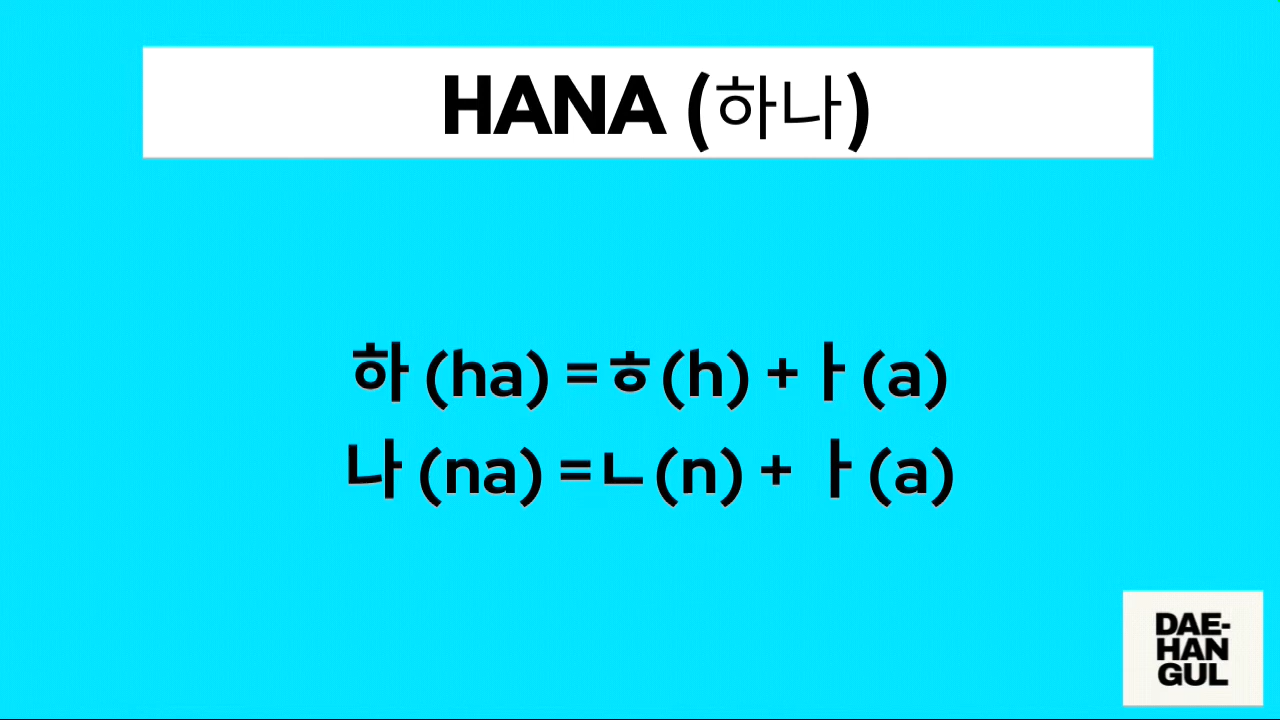 HANA (하나)
하 (ha) =ㅎ(h) +ㅏ(a)
나 (na) =ㄴ(n) + ㅏ(a)
DAE-
HAN
GUL